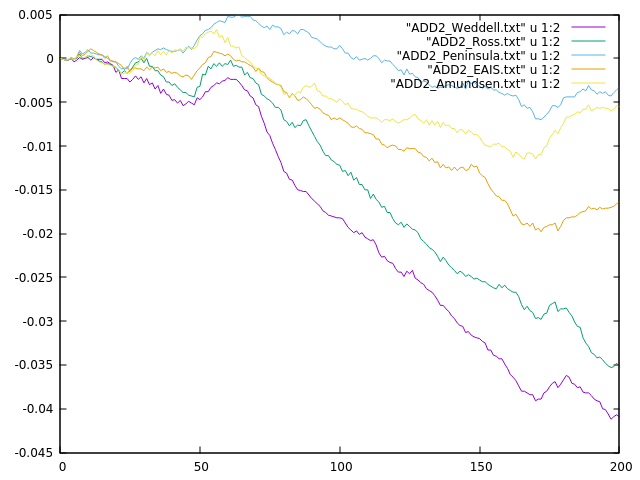 0.005
0
-0.005
-0.01
-0.015
-0.02
-0.025
-0.03
-0.035
-0.04
-0.045
"ADD2_Weddell.txt" u 1:2
"ADD2_Ross.txt" u 1:2
"ADD2_Peninsula.txt" u 1:2
"ADD2_EAIS.txt" u 1:2
"ADD2_Amundsen.txt" u 1:2
0 50 100 150 200